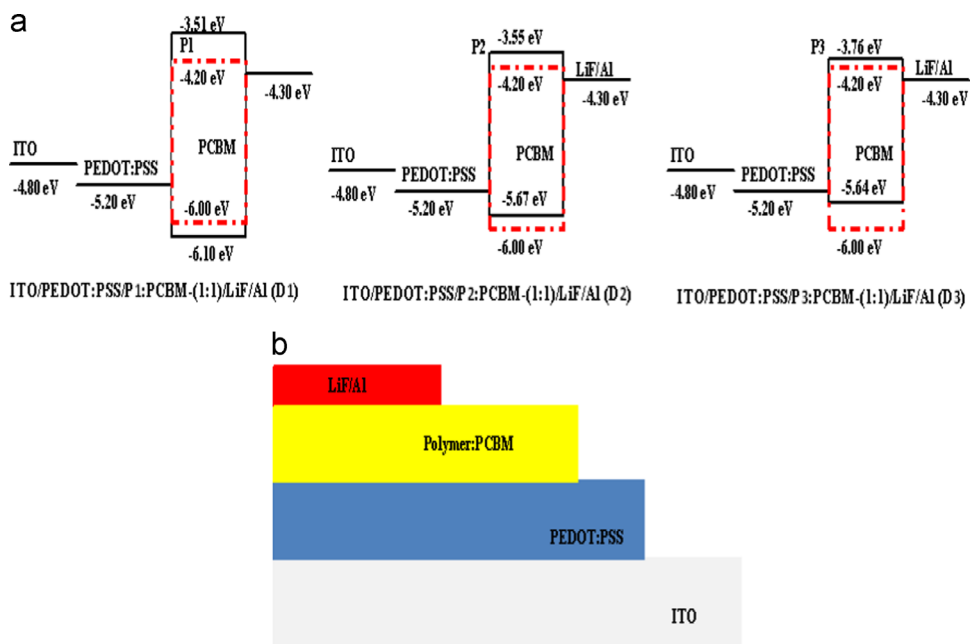 a
-3.51 eV
P1
-4.20 eV
-4.30 eV
PCBM
ITO
-4.80 eV
PEDOT:PSS
-5.20 eV
-6.00 eV
-6.10 eV
ITO/PEDOT:PSS/P1:PCBM-(1:1)/LiF/Al (D1)
P2
-3.55 eV
-4.20 eV
LiF/Al
-4.30 eV
PCBM
ITO
-4.80 eV
PEDOT:PSS
-5.20 eV
-5.67 eV
-6.00 eV
ITO/PEDOT:PSS/P2:PCBM-(1:1)/LiF/Al (D2)
P3
-3.76 eV
-4.20 eV
LiF/Al
-4.30 eV
PCBM
ITO
-4.80 eV
PEDOT:PSS
-5.20 eV
-5.64 eV
-6.00 eV
ITO/PEDOT:PSS/P3:PCBM-(1:1)/LiF/Al (D3)
b
LiF/Al
Polymer:PCBM
PEDOT:PSS
ITO